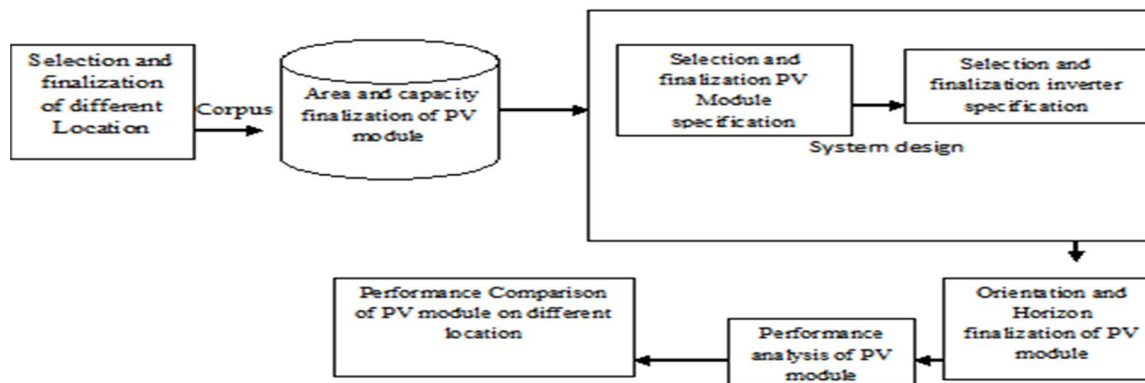 Selection and
finalization
of different
Location
Corpus
Area and capacity
finalization of PV
module
Selection and
finalization PV
Module
specification
Selection and
finalization inverter
specification
System design
Orientation and
Horizon
finalization of PV
module
Performance
analysis of PV
module
Performance Comparison
of PV module on different
location